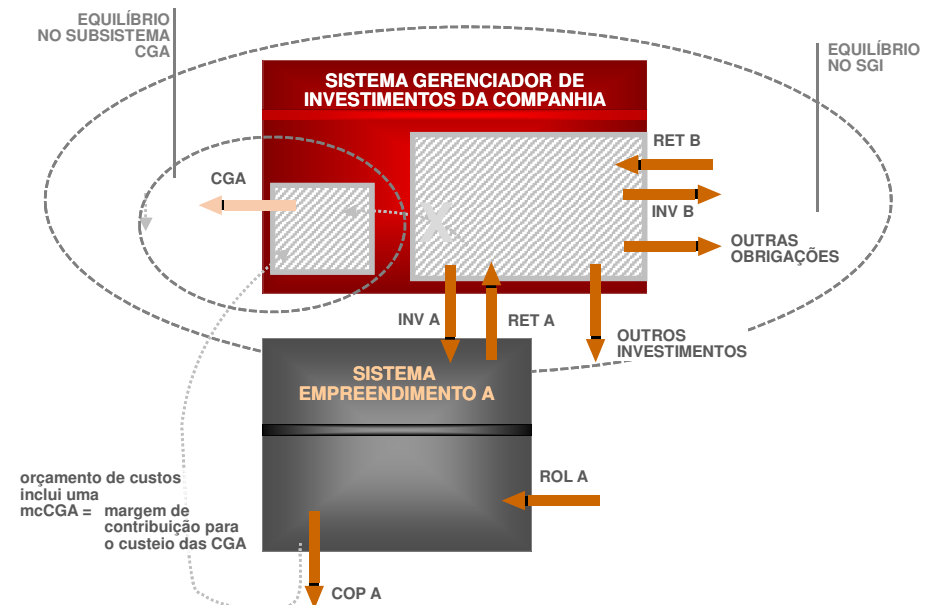 EQUILÍBRIO
NO SUBSISTEMA
CGA
EQUILÍBRIO
NO SGI
SISTEMA GERENCIADOR DE
INVESTIMENTOS DA COMPANHIA
RET B
CGA
INV B
X
OUTRAS
OBRIGAÇÕES
INV A
RET A
OUTROS
INVESTIMENTOS
SISTEMA
EMPREENDIMENTO A
ROL A
orçamento de custos
inclui uma
mcCGA = margem de
contribuição para
o custeio das CGA
COP A